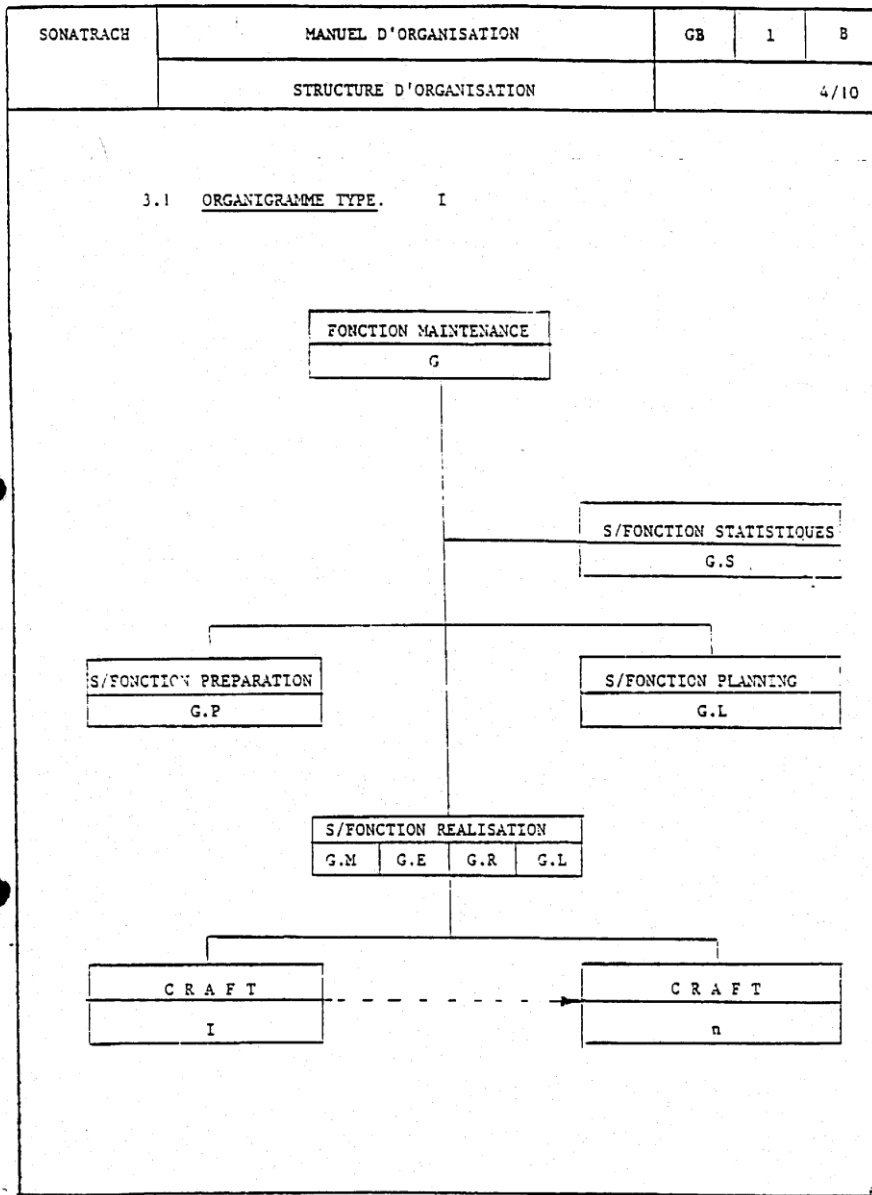 SONATRACH
MANUEL D'ORGANISATION
GB 1 B
STRUCTURE D'ORGANISATION
4/10
3.1 ORGANIGRAMME TYPE. I
FONCTION MAINTENANCE
G
S/FONCTION STATISTIQUES
G.S
S/FONCTION PREPARATION
G.P
S/FONCTION PLANNING
G.L
S/FONCTION REALISATION
G.M G.E G.R G.L
C R A F T
I
C R A F T
n